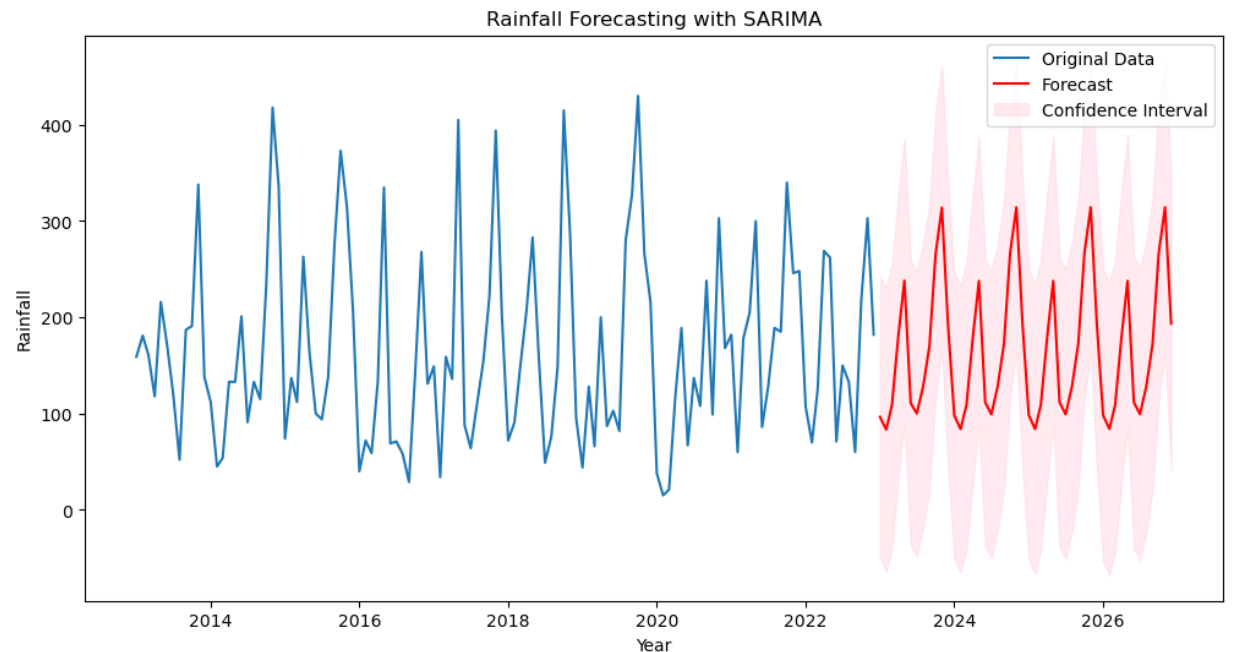 Rainfall Forecasting with SARIMA
Original Data
Forecast
Confidence Interval
400
300
200
100
0
Rainfall
2014 2016 2018 2020 2022 2024 2026
Year